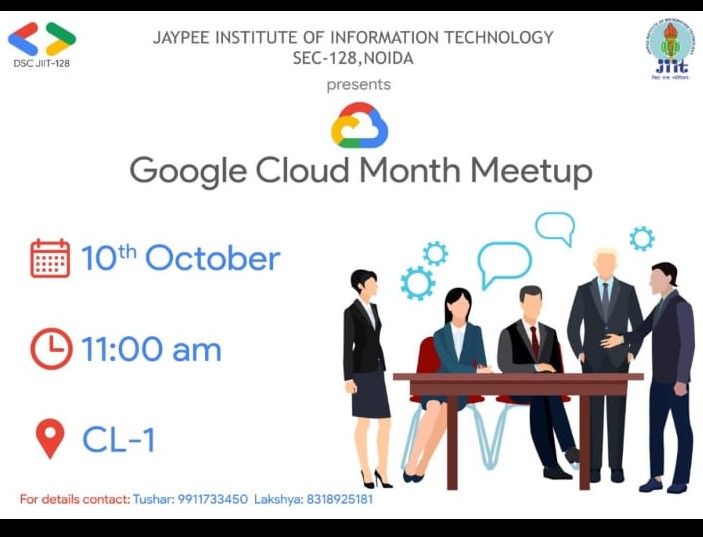 DSC JIIT-128
JAYPEE INSTITUTE OF INFORMATION TECHNOLOGY
SEC-128,NOIDA
presents
jiit
Google Cloud Month Meetup
10th October
11:00 am
CL-1
For details contact: Tushar: 9911733450 Lakshya: 8318925181